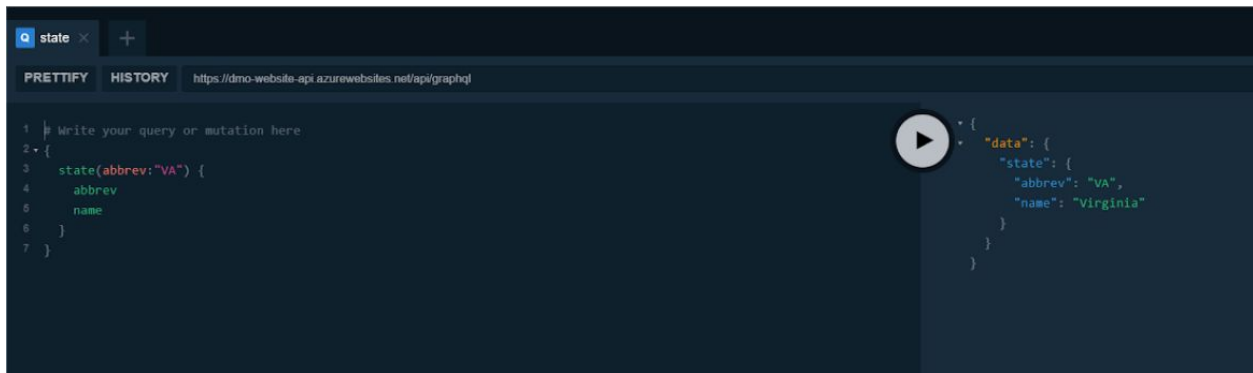 Q state ×
+
PRETTIFY HISTORY https://dmo-website-api.azurewebsites.net/api/graphql
1 # Write your query or mutation here
2 {
3 state(abbrev:"VA") {
4 abbrev
5 name
6 }
7 }
{
"data": {
"state": {
"abbrev": "VA",
"name": "Virginia"
}
}
}